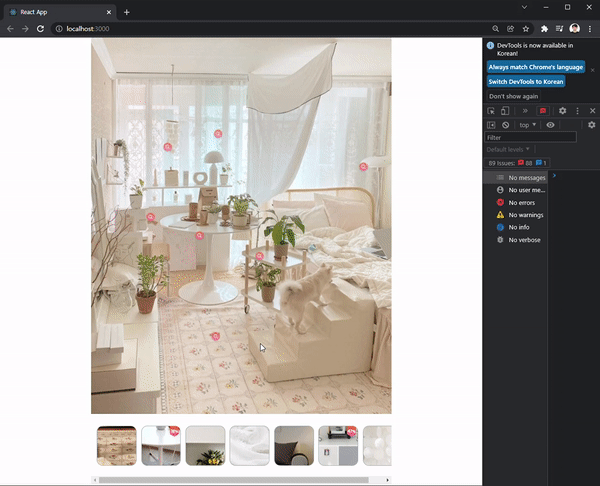 React App
localhost:3000
DevTools is now available in
Korean!
Always match Chrome's language
Switch DevTools to Korean
Don't show again
top
Filter
Default levels
89 Issues: 88 1
No messages
No user me...
No errors
No warnings
No info
No verbose